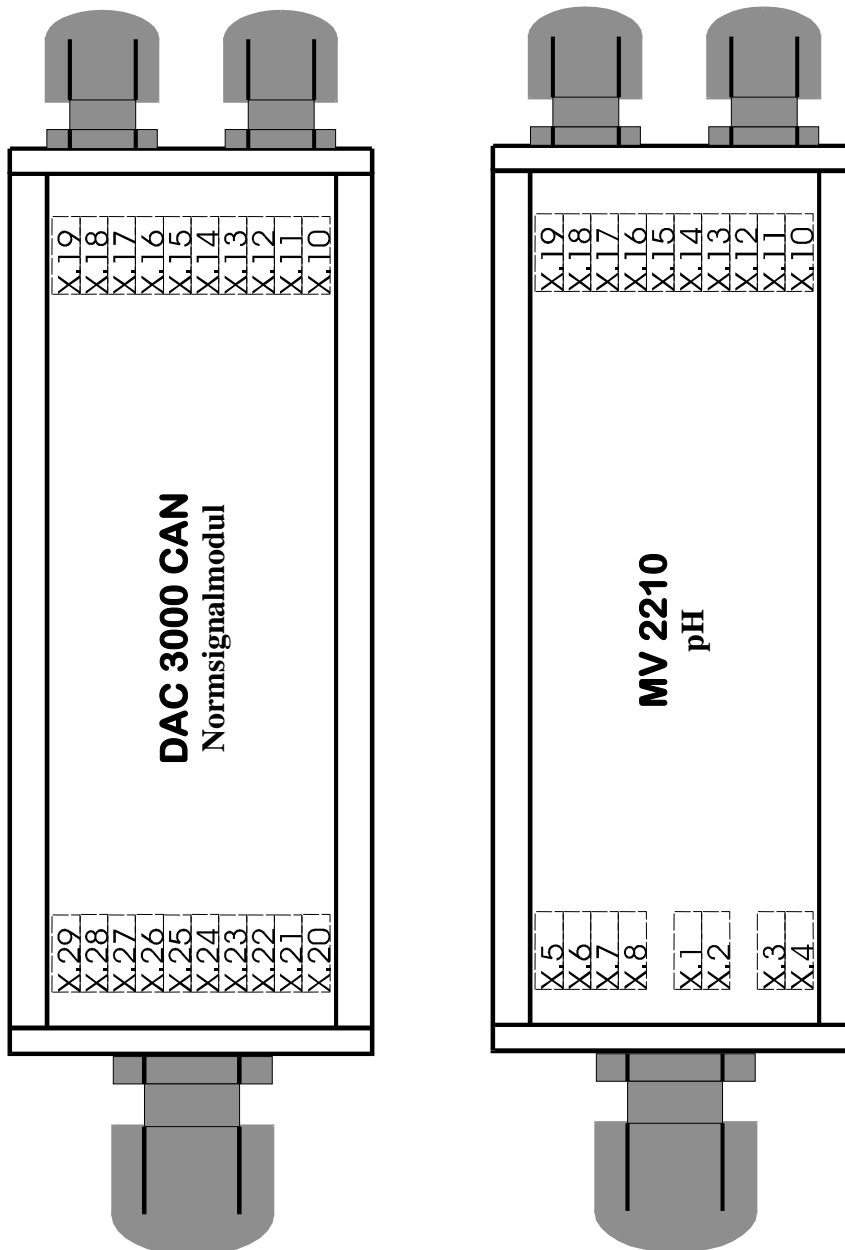 X.19
X.18
X.17
X.16
X.15
X.14
X.13
X.12
X.11
X.10
DAC 3000 CAN
Normsignalmodul
X.29
X.28
X.27
X.26
X.25
X.24
X.23
X.22
X.21
X.20
X.19
X.18
X.17
X.16
X.15
X.14
X.13
X.12
X.11
X.10
MV 2210
pH
X.5
X.6
X.7
X.8
X.1
X.2
X.3
X.4